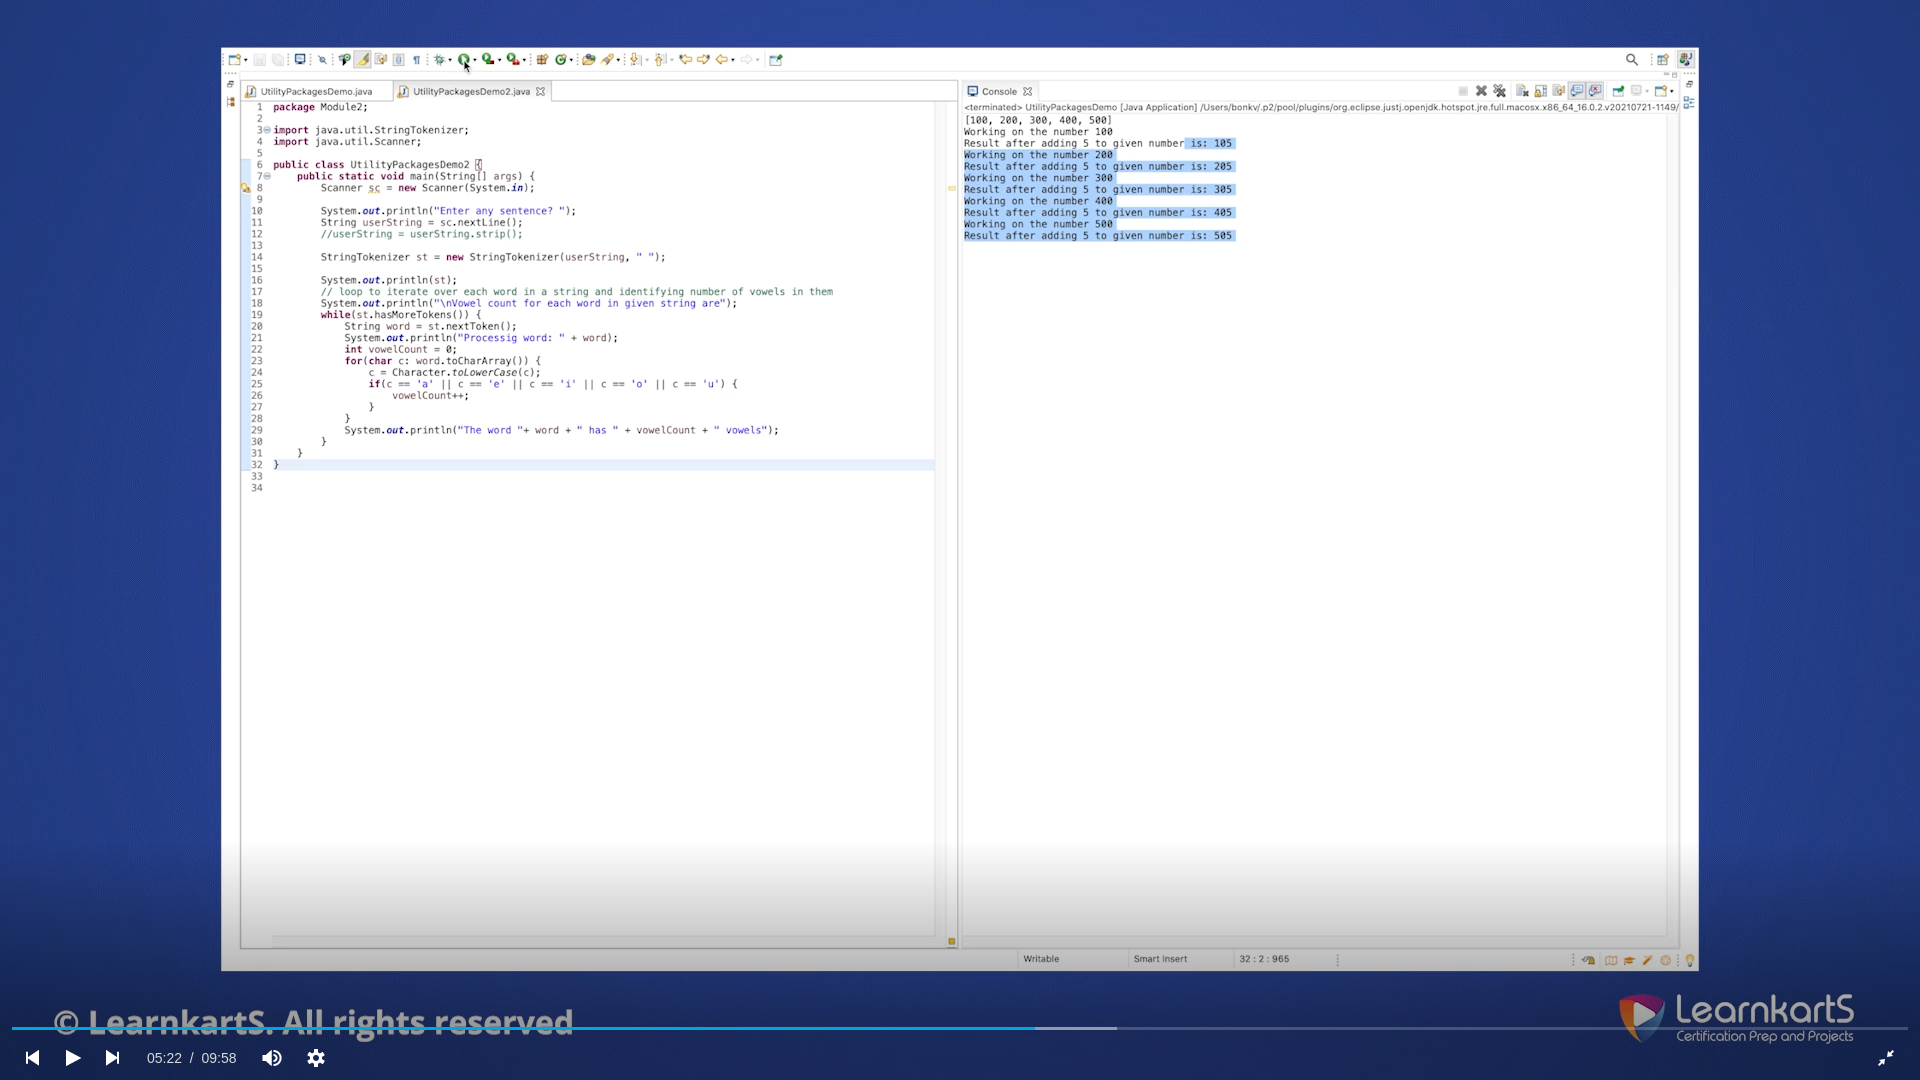 UtilityPackagesDemo.java
UtilityPackagesDemo2.java
1 package Module2;
2
3 import java.util.StringTokenizer;
4 import java.util.Scanner;
5
6 public class UtilityPackagesDemo2 {
7 public static void main(String[] args) {
8 Scanner sc = new Scanner(System.in);
9
10 System.out.println("Enter any sentence? ");
11 String userString = sc.nextLine();
12 //userString = userString.strip();
13
14 StringTokenizer st = new StringTokenizer(userString, " ");
15
16 System.out.println(st);
17 // loop to iterate over each word in a string and identifying number of vowels in them
18 System.out.println("\nVowel count for each word in given string are");
19 while(st.hasMoreTokens()) {
20 String word = st.nextToken();
21 System.out.println("Processig word: " + word);
22 int vowelCount = 0;
23 for(char c: word.toCharArray()) {
24 c = Character.toLowerCase(c);
25 if(c == 'a' || c == 'e' || c == 'i' || c == 'o' || c == 'u') {
26 vowelCount++;
27 }
28 }
29 System.out.println("The word "+ word + " has " + vowelCount + " vowels");
30 }
31 }
32 }
33
34
Console
<terminated> UtilityPackagesDemo [Java Application] /Users/bonkv/.p2/pool/plugins/org.eclipse.justj.openjdk.hotspot.jre.full.macosx.x86_64_16.0.2.v20210721-1149/
[100, 200, 300, 400, 500]
Working on the number 100
Result after adding 5 to given number is: 105
Working on the number 200
Result after adding 5 to given number is: 205
Working on the number 300
Result after adding 5 to given number is: 305
Working on the number 400
Result after adding 5 to given number is: 405
Working on the number 500
Result after adding 5 to given number is: 505
Writable
Smart Insert
32 : 2 : 965
© LearnkartS. All rights reserved
LearnkartS
Certification Prep and Projects
05:22 / 09:58